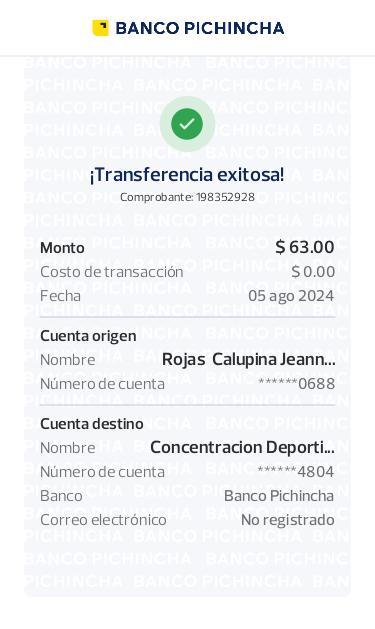 BANCO PICHINCHA
¡Transferencia exitosa!
Comprobante: 198352928
Monto $ 63.00
Costo de transacción $ 0.00
Fecha 05 ago 2024
Cuenta origen
Nombre Rojas Calupina Jeann...
Número de cuenta ******0688
Cuenta destino
Nombre Concentracion Deporti...
Número de cuenta ******4804
Banco Banco Pichincha
Correo electrónico No registrado